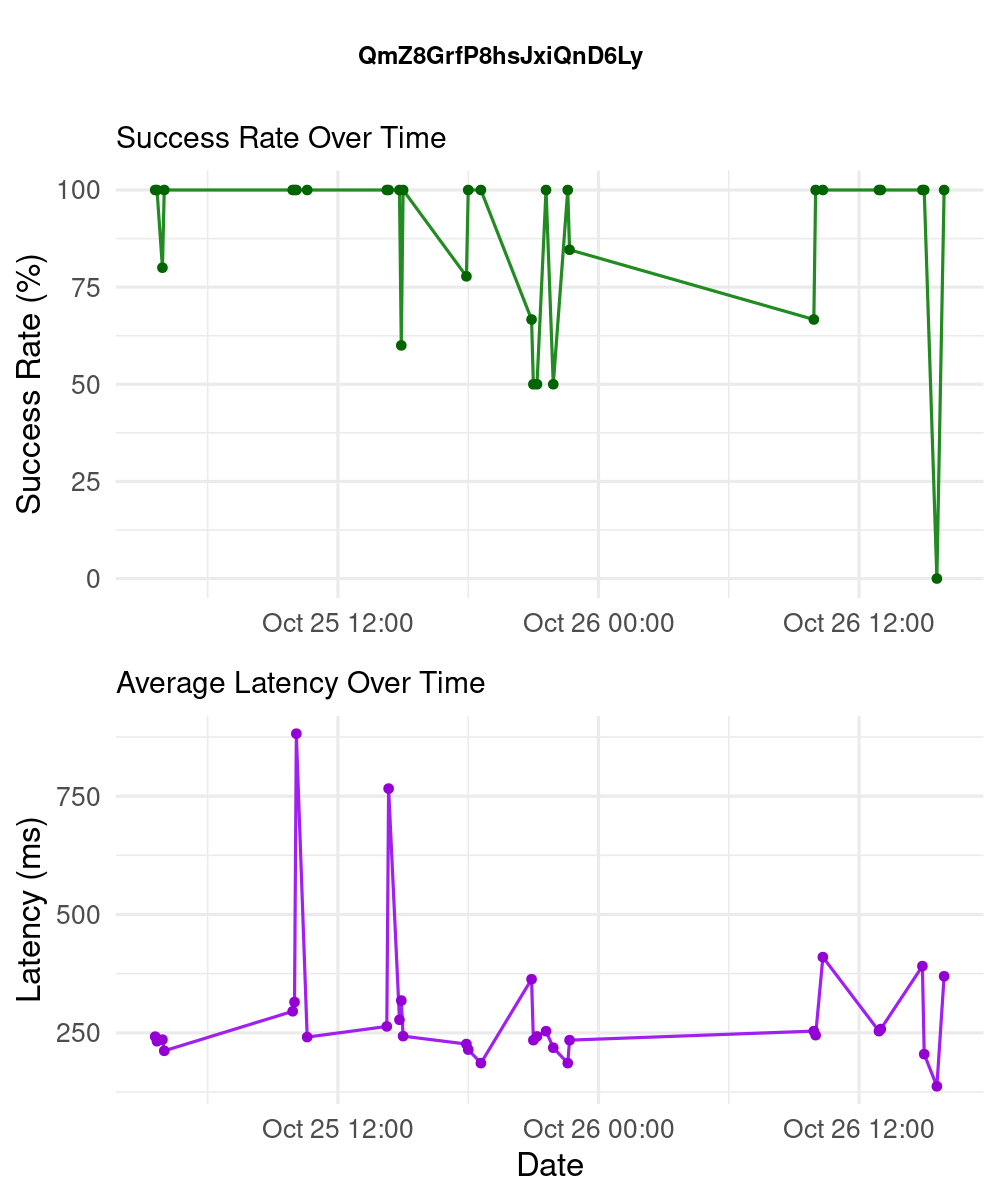 QmZ8GrfP8hsJxiQnD6Ly
Success Rate Over Time
Success Rate (%)
100
75
50
25
0
Oct 25 12:00 Oct 26 00:00 Oct 26 12:00
Average Latency Over Time
Latency (ms)
750
500
250
Oct 25 12:00 Oct 26 00:00 Oct 26 12:00
Date